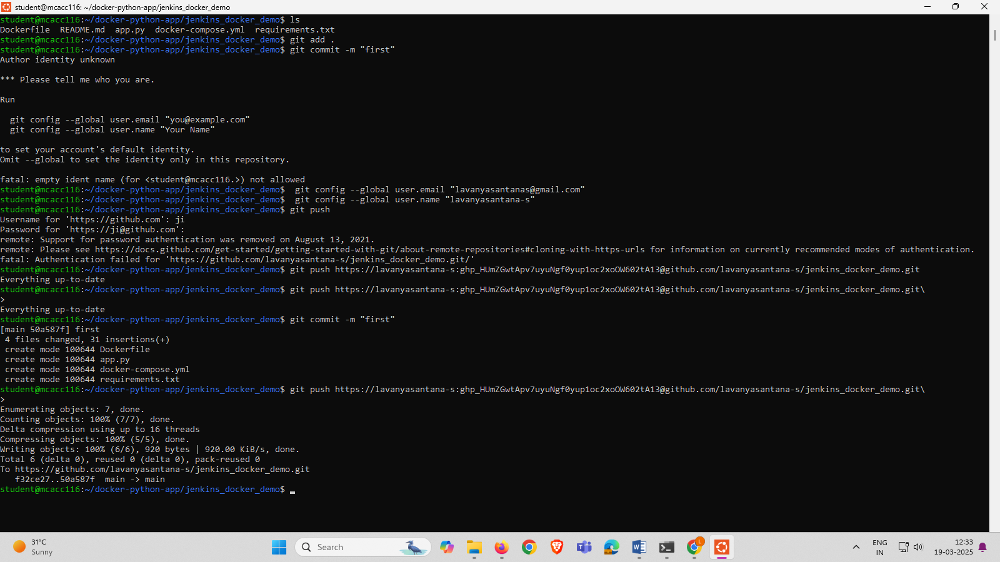 student@mcacc116: ~/docker-python-app/jenkins_docker_demo
student@mcacc116:~/docker-python-app/jenkins_docker_demo$ ls
Dockerfile  README.md  app.py  docker-compose.yml  requirements.txt
student@mcacc116:~/docker-python-app/jenkins_docker_demo$ git add .
student@mcacc116:~/docker-python-app/jenkins_docker_demo$ git commit -m "first"
Author identity unknown
*** Please tell me who you are.
Run
  git config --global user.email "you@example.com"
  git config --global user.name "Your Name"
to set your account's default identity.
Omit --global to set the identity only in this repository.
fatal: empty ident name (for <student@mcacc116.>) not allowed
student@mcacc116:~/docker-python-app/jenkins_docker_demo$  git config --global user.email "lavanyasantanas@gmail.com"
student@mcacc116:~/docker-python-app/jenkins_docker_demo$  git config --global user.name "lavanyasantana-s"
student@mcacc116:~/docker-python-app/jenkins_docker_demo$ git push
Username for 'https://github.com': ji
Password for 'https://ji@github.com':
remote: Support for password authentication was removed on August 13, 2021.
remote: Please see https://docs.github.com/get-started/getting-started-with-git/about-remote-repositories#cloning-with-https-urls for information on currently recommended modes of authentication.
fatal: Authentication failed for 'https://github.com/lavanyasantana-s/jenkins_docker_demo.git/'
student@mcacc116:~/docker-python-app/jenkins_docker_demo$ git push https://lavanyasantana-s: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@github.com/lavanyasantana-s/jenkins_docker_demo.git
Everything up-to-date
student@mcacc116:~/docker-python-app/jenkins_docker_demo$ git push https://lavanyasantana-s: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@github.com/lavanyasantana-s/jenkins_docker_demo.git\
>
Everything up-to-date
student@mcacc116:~/docker-python-app/jenkins_docker_demo$ git commit -m "first"
[main 50a587f] first
 4 files changed, 31 insertions(+)
 create mode 100644 Dockerfile
 create mode 100644 app.py
 create mode 100644 docker-compose.yml
 create mode 100644 requirements.txt
student@mcacc116:~/docker-python-app/jenkins_docker_demo$ git push https://lavanyasantana-s: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@github.com/lavanyasantana-s/jenkins_docker_demo.git\
>
Enumerating objects: 7, done.
Counting objects: 100% (7/7), done.
Delta compression using up to 16 threads
Compressing objects: 100% (5/5), done.
Writing objects: 100% (6/6), 920 bytes | 920.00 KiB/s, done.
Total 6 (delta 0), reused 0 (delta 0), pack-reused 0
To https://github.com/lavanyasantana-s/jenkins_docker_demo.git
   f32ce27..50a587f  main -> main
student@mcacc116:~/docker-python-app/jenkins_docker_demo$
31°C
Sunny
Search
L
ENG
IN
12:33
19-03-2025